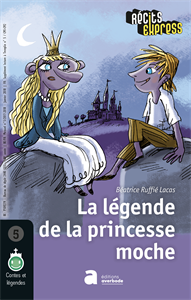 Récits
express
Béatrice Ruffié Lacas
La légende
de la princesse
moche
5
Contes et
légendes
éditions
averbode